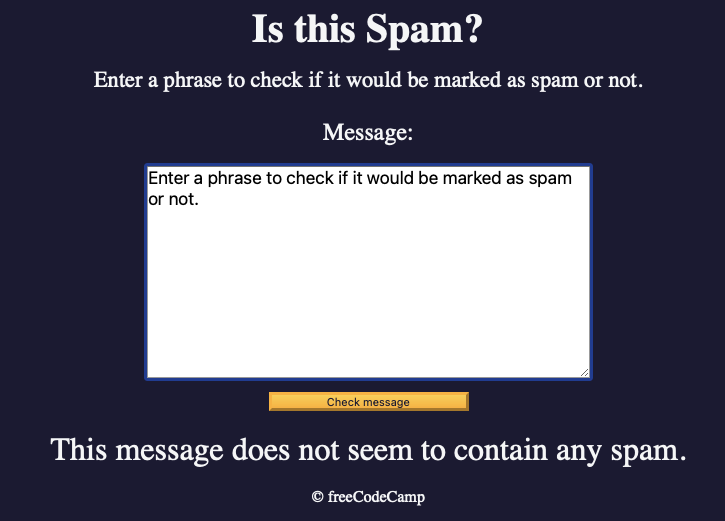 Is this Spam?
Enter a phrase to check if it would be marked as spam or not.
Message:
Enter a phrase to check if it would be marked as spam
or not.
Check message
This message does not seem to contain any spam.
© freeCodeCamp